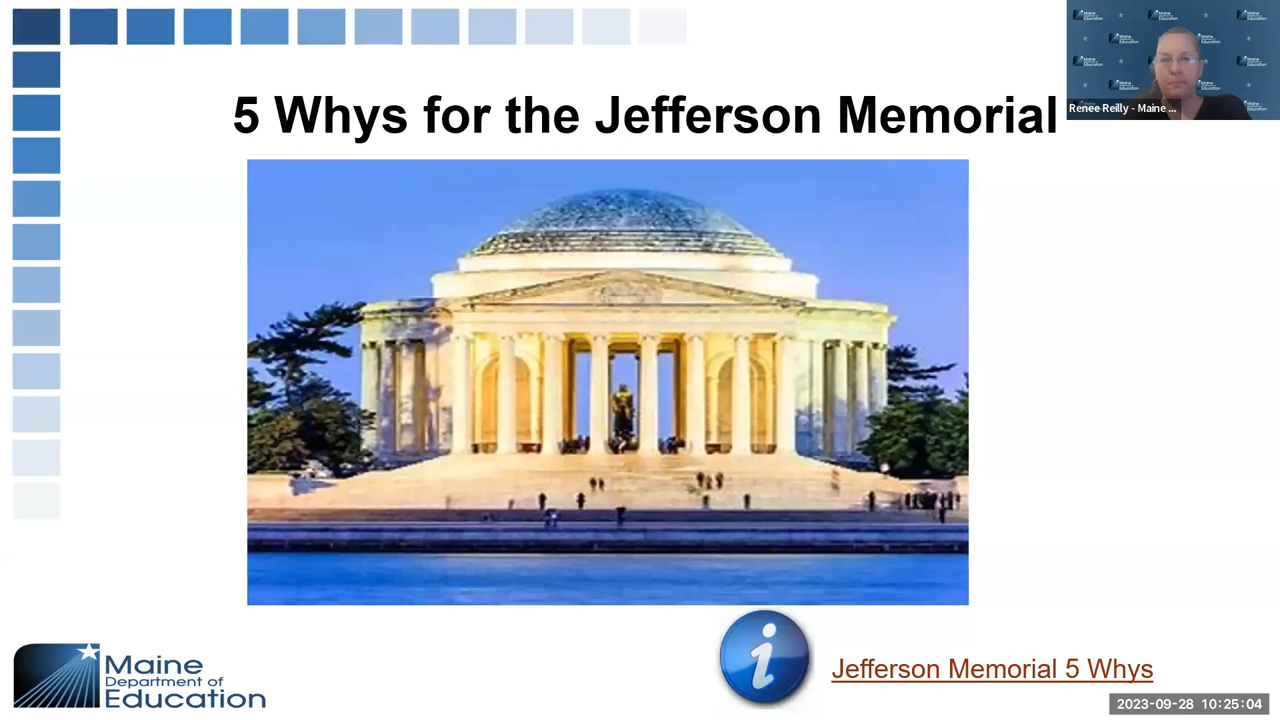 5 Whys for the Jefferson Memorial
Renee Reilly - Maine ...
Maine
Department of
Education
Jefferson Memorial 5 Whys
2023-09-28 10:25:04